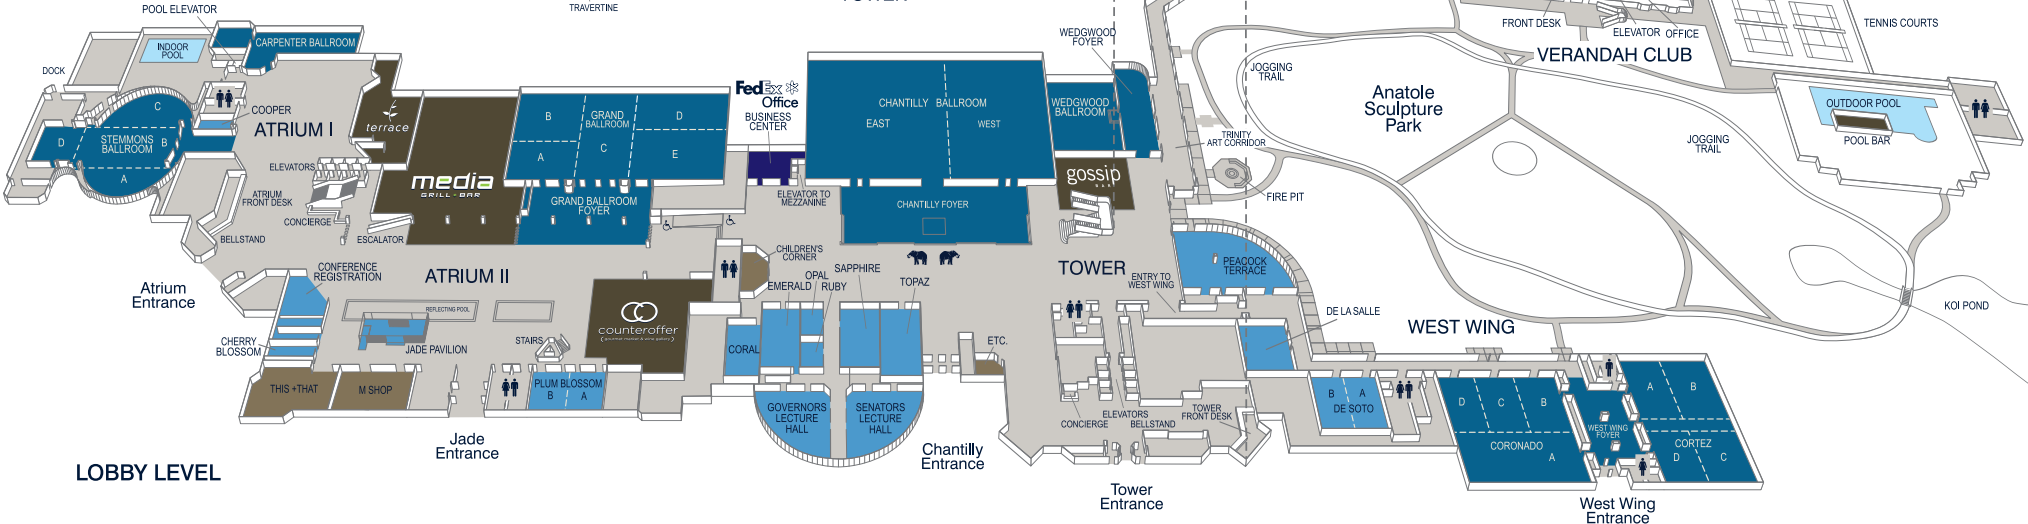 POOL ELEVATOR
TRAVERTINE
TOWER
INDOOR
POOL
CARPENTER BALLROOM
DOCK
COOPER
ATRIUM I
C
STEMMONS
BALLROOM
D
B
A
ELEVATORS
ATRIUM
FRONT DESK
CONCIERGE
BELLSTAND
ESCALATOR
terrace
media
GRILL + BAR
B
GRAND
BALLROOM
D
A
C
E
GRAND BALLROOM
FOYER
FedEx
Office
BUSINESS
CENTER
ELEVATOR TO
MEZZANINE
CHANTILLY BALLROOM
EAST
WEST
CHANTILLY FOYER
WEDGWOOD
FOYER
WEDGWOOD
BALLROOM
gossip
BAR
TRINITY
ART CORRIDOR
JOGGING
TRAIL
FIRE PIT
Anatole
Sculpture
Park
FRONT DESK
ELEVATOR
OFFICE
VERANDAH CLUB
TENNIS COURTS
OUTDOOR POOL
POOL BAR
JOGGING
TRAIL
KOI POND
Atrium
Entrance
CONFERENCE
REGISTRATION
ATRIUM II
REFLECTING POOL
CHERRY
BLOSSOM
JADE PAVILION
STAIRS
THIS +THAT
M SHOP
PLUM BLOSSOM
B
A
counteroffer
( gourmet market & wine gallery )
CHILDREN'S
CORNER
EMERALD
OPAL
RUBY
SAPPHIRE
TOPAZ
CORAL
GOVERNORS
LECTURE
HALL
SENATORS
LECTURE
HALL
ETC.
TOWER
ENTRY TO
WEST WING
PEACOCK
TERRACE
DE LA SALLE
WEST WING
CONCIERGE
ELEVATORS
BELLSTAND
TOWER
FRONT DESK
B
A
DE SOTO
D
C
B
CORONADO
A
WEST WING
FOYER
A
B
CORTEZ
D
C
Jade
Entrance
Chantilly
Entrance
Tower
Entrance
West Wing
Entrance
LOBBY LEVEL